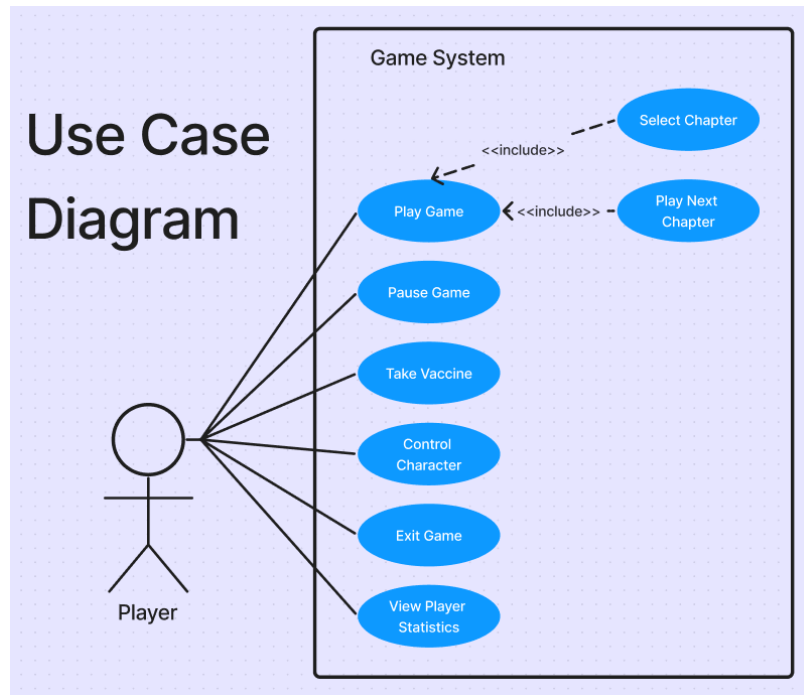 Use Case
Diagram
Game System
Select Chapter
<<include>>
Play Game
<<include>>
Play Next
Chapter
Pause Game
Take Vaccine
Control
Character
Exit Game
View Player
Statistics
Player